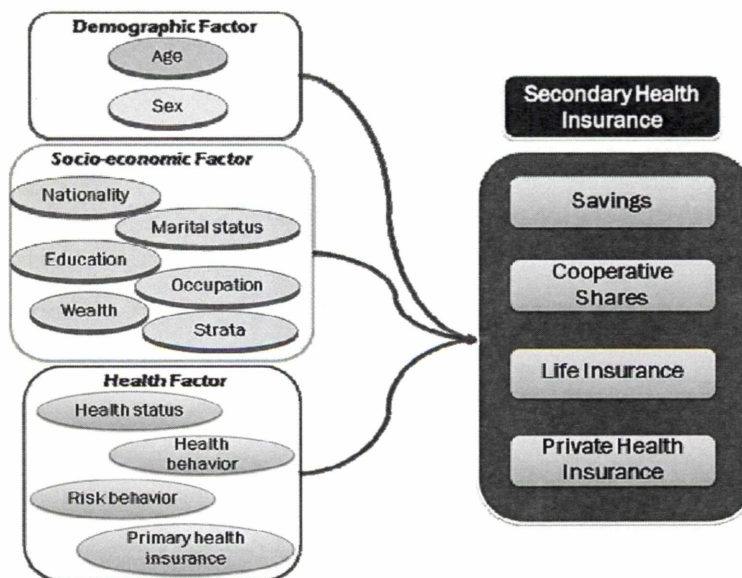 Demographic Factor
Age
Sex
Socio-economic Factor
Nationality
Marital status
Education
Occupation
Wealth
Strata
Health Factor
Health status
Health
behavior
Risk behavior
Primary health
insurance
Secondary Health
Insurance
Savings
Cooperative
Shares
Life Insurance
Private Health
Insurance